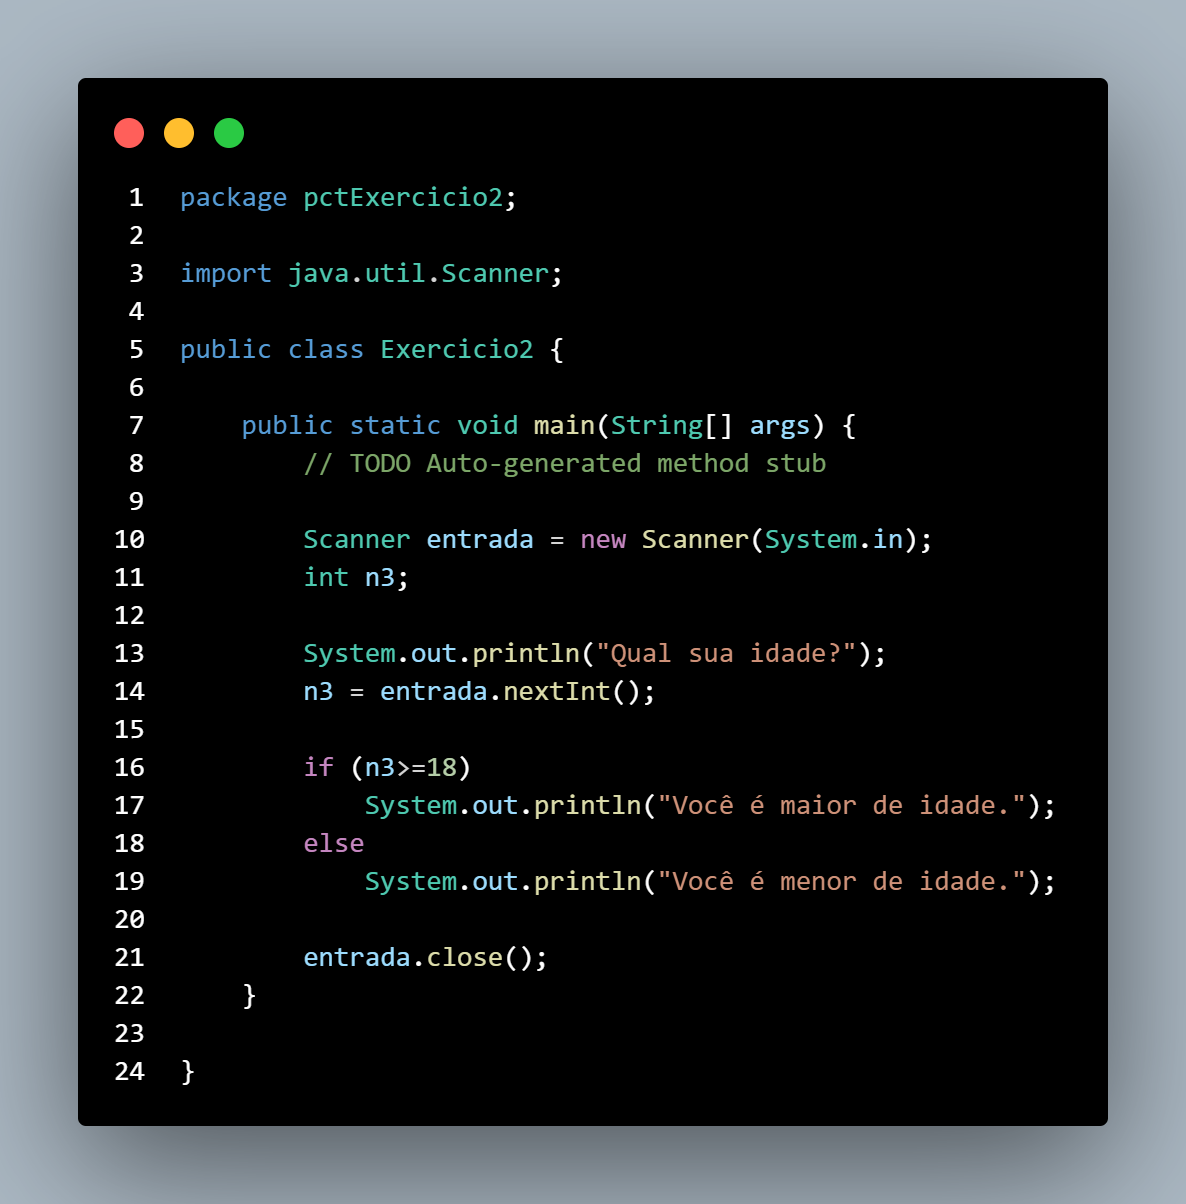 1 package pctExercicio2;
2
3 import java.util.Scanner;
4
5 public class Exercicio2 {
6
7     public static void main(String[] args) {
8         // TODO Auto-generated method stub
9
10         Scanner entrada = new Scanner(System.in);
11         int n3;
12
13         System.out.println("Qual sua idade?");
14         n3 = entrada.nextInt();
15
16         if (n3>=18)
17             System.out.println("Você é maior de idade.");
18         else
19             System.out.println("Você é menor de idade.");
20
21         entrada.close();
22     }
23
24 }